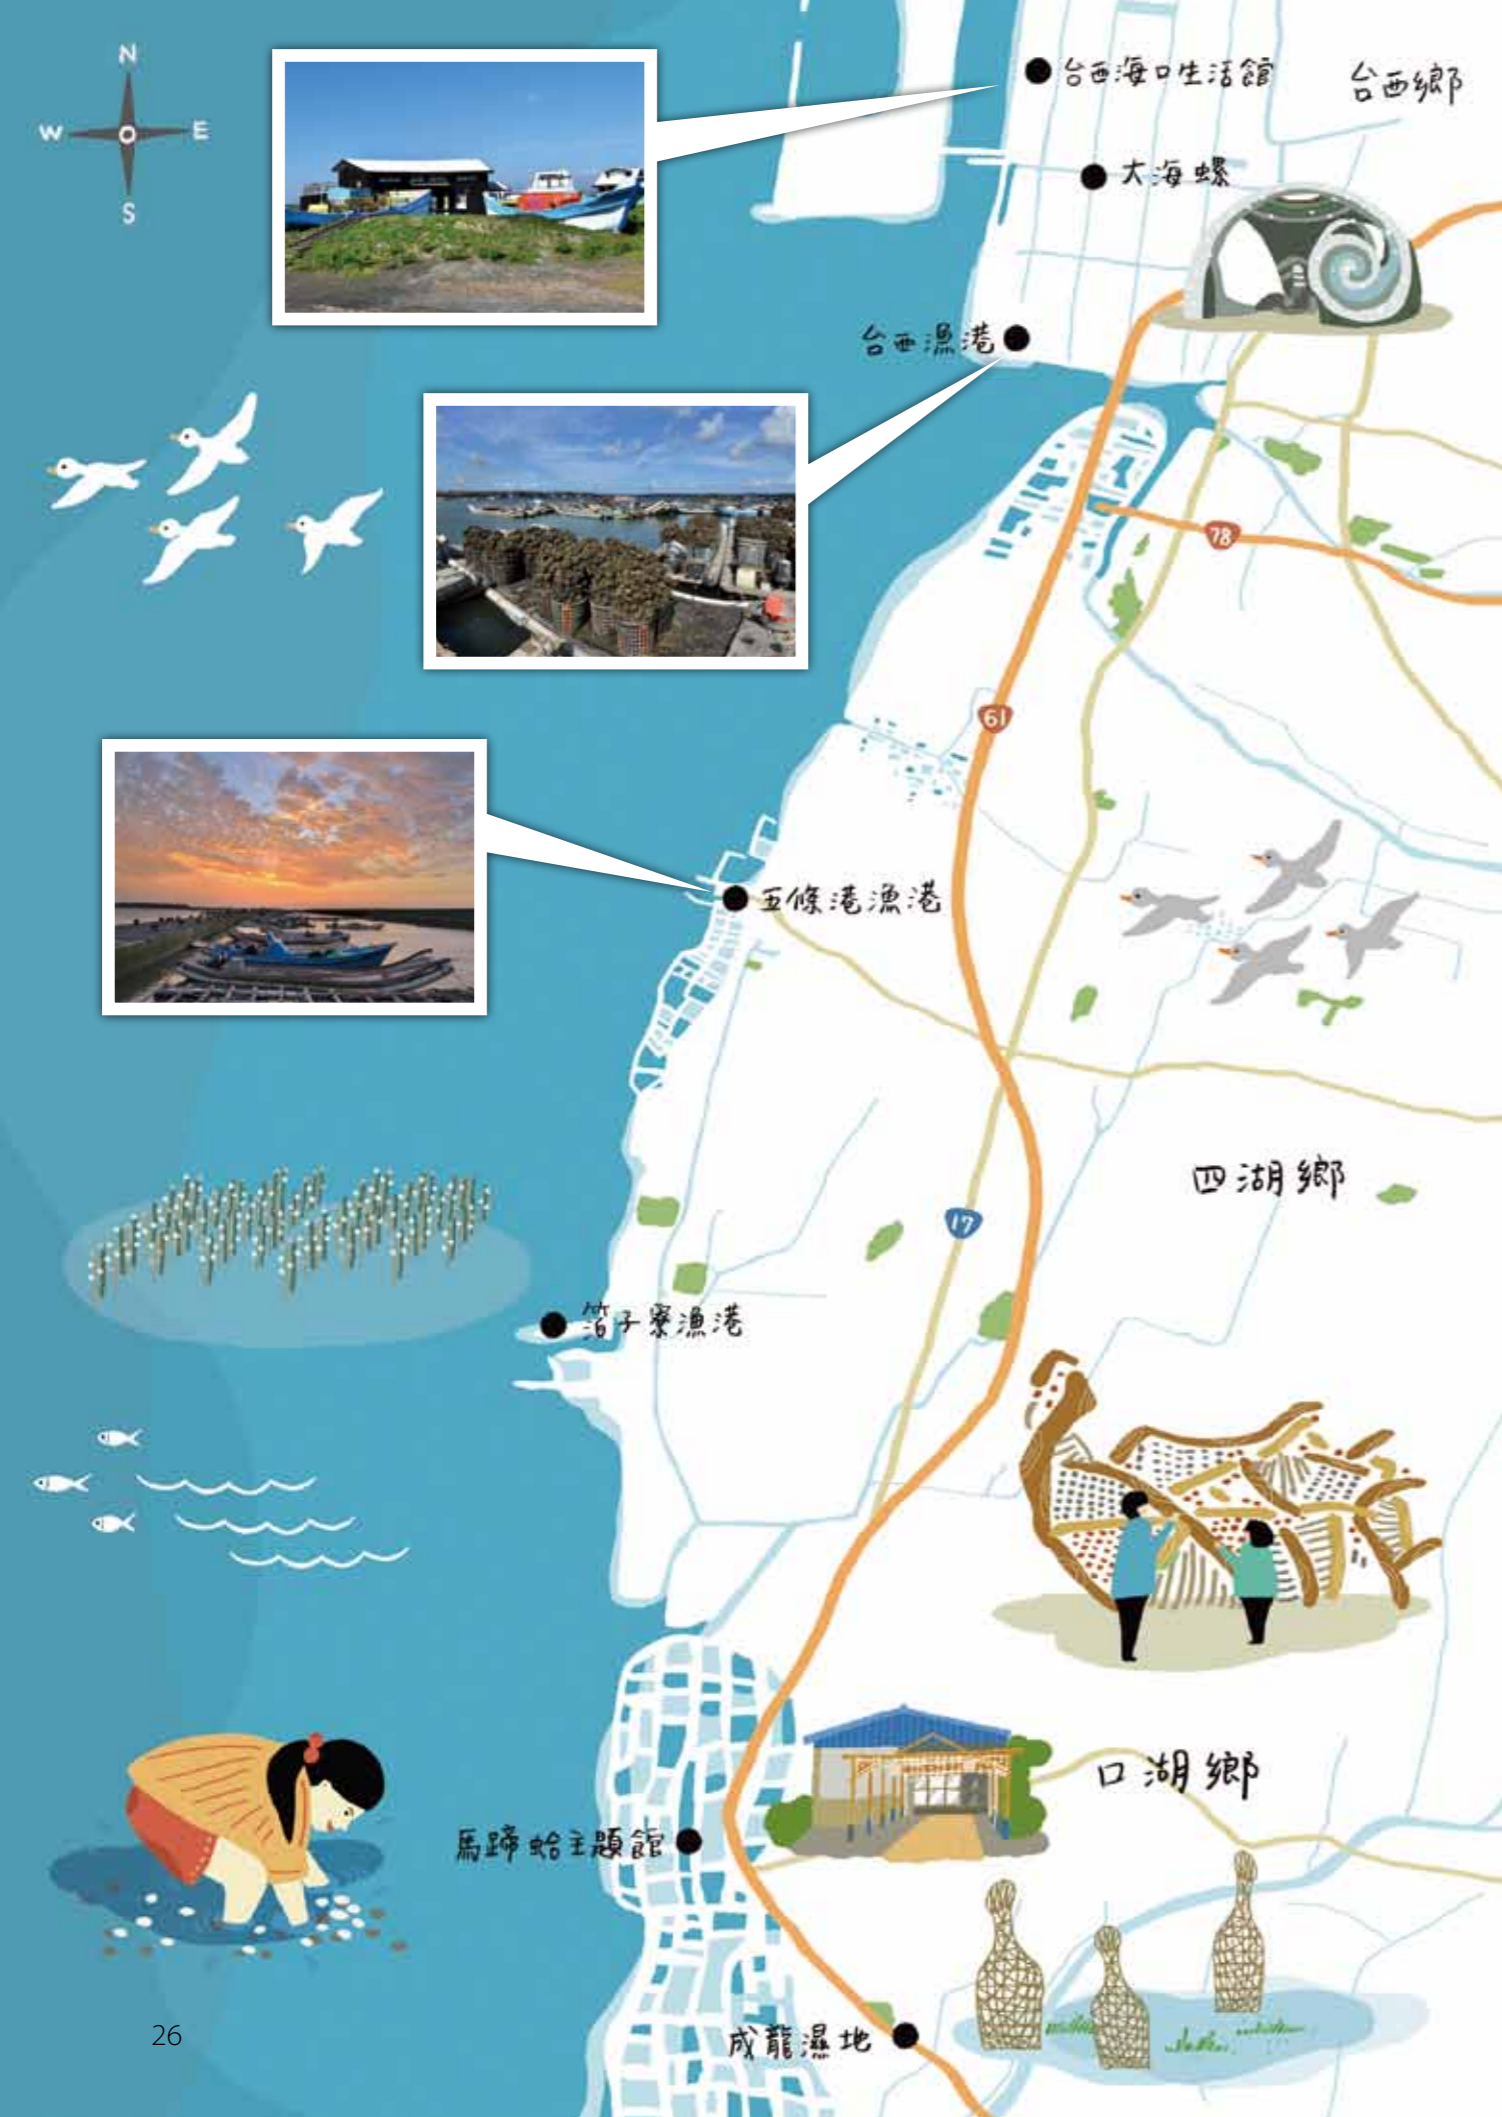 N
W
O
E
S
台西海口生活館
台西鄉
大海螺
台西漁港
78
61
五條港漁港
四湖鄉
17
箔子寮漁港
口湖鄉
馬蹄蛤主題館
成龍濕地
26